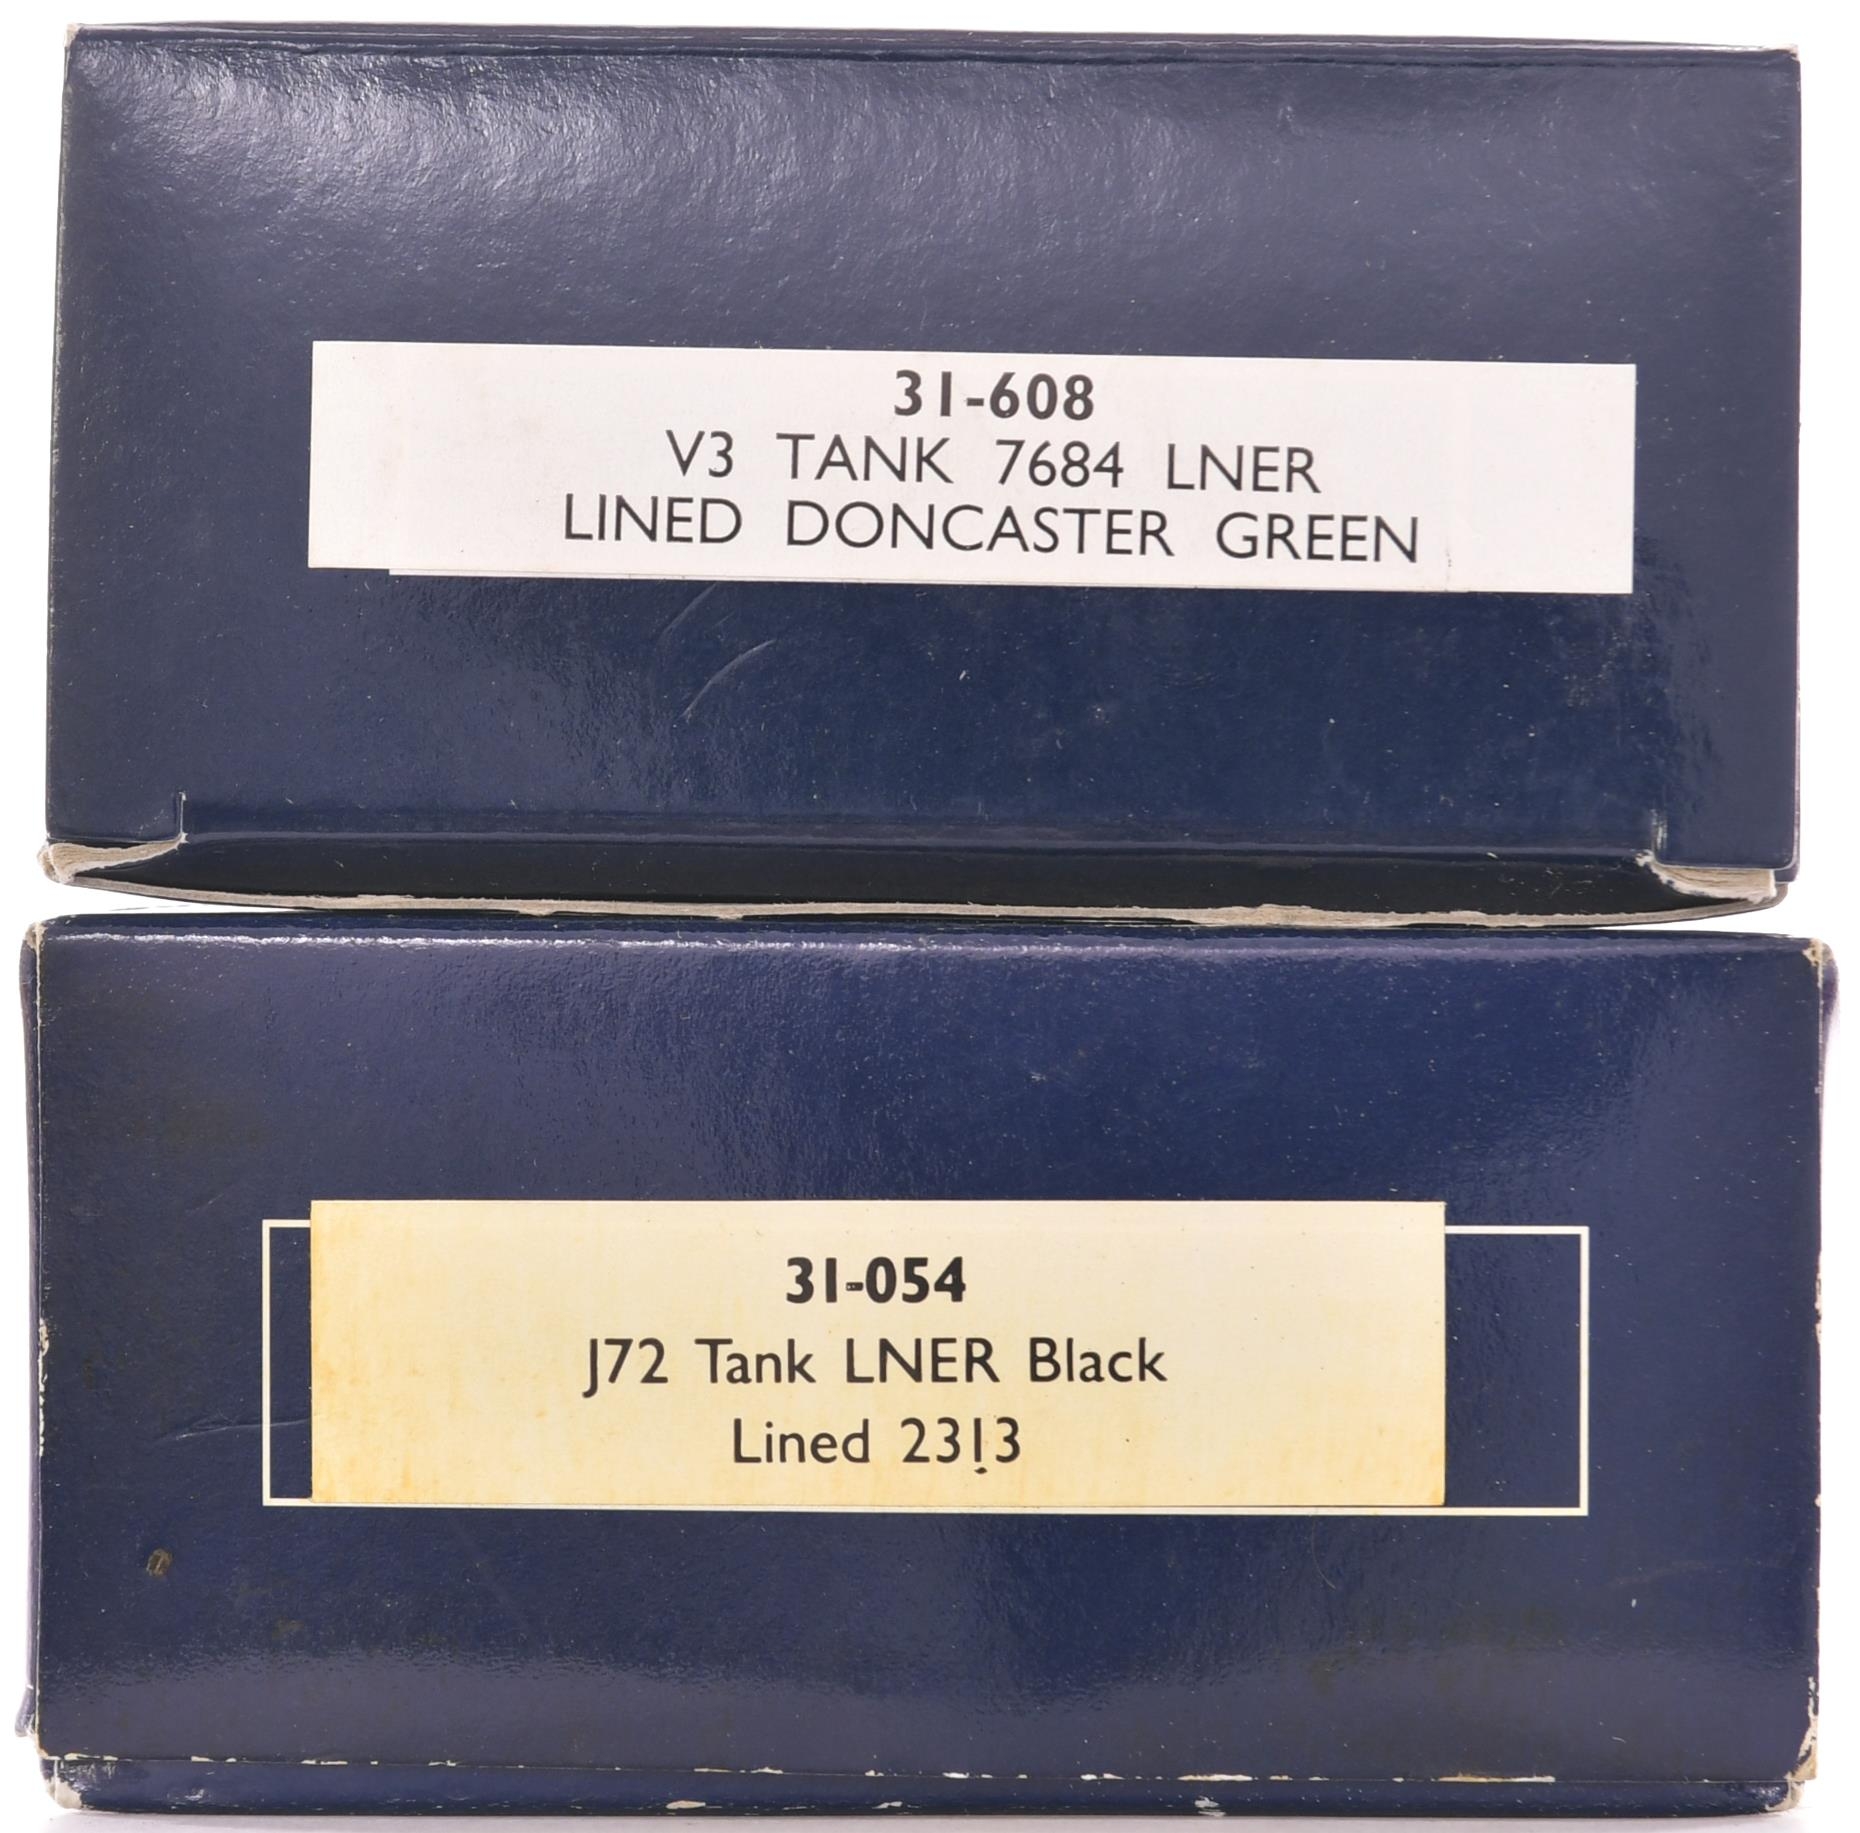 31-608
V3 TANK 7684 LNER
LINED DONCASTER GREEN
31-054
J72 Tank LNER Black
Lined 2313